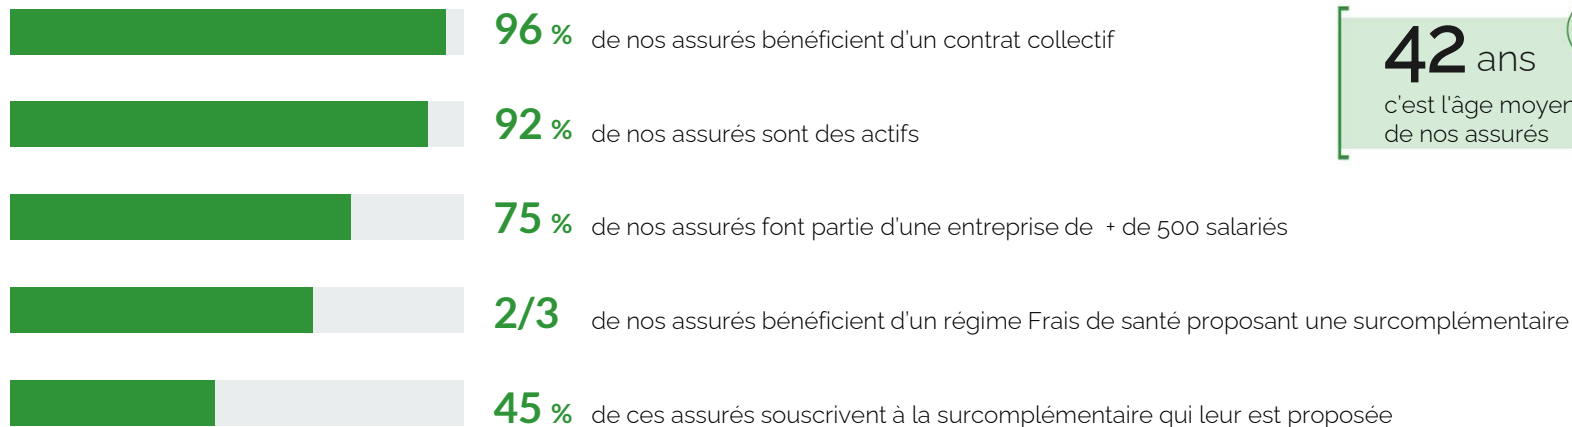 96 % de nos assurés bénéficient d'un contrat collectif
42 ans
c'est l'âge moyen
de nos assurés
92 % de nos assurés sont des actifs
75 % de nos assurés font partie d'une entreprise de + de 500 salariés
2/3 de nos assurés bénéficient d'un régime Frais de santé proposant une surcomplémentaire
45 % de ces assurés souscrivent à la surcomplémentaire qui leur est proposée